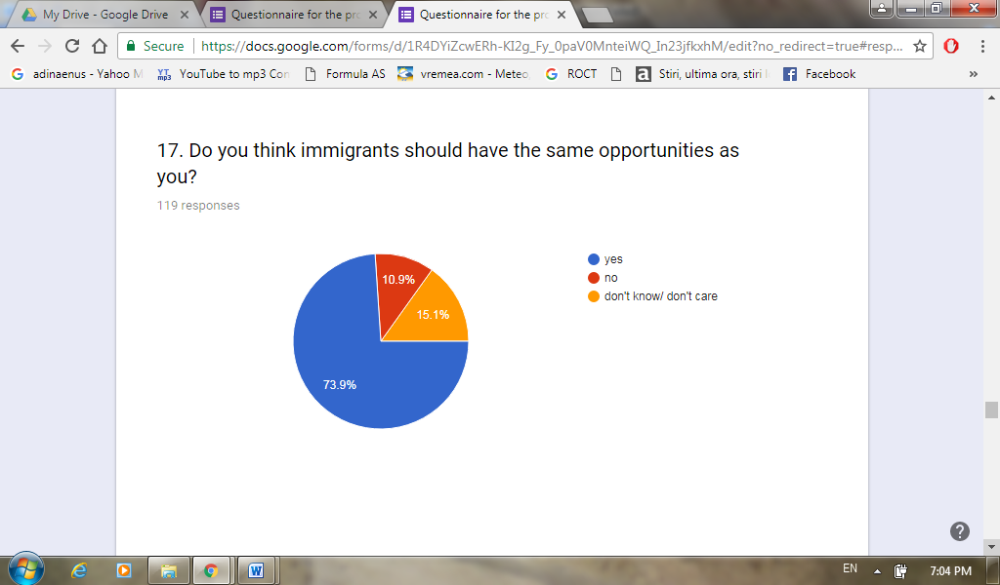 My Drive - Google Drive
Questionnaire for the pro
Questionnaire for the pro
Secure
https://docs.google.com/forms/d/1R4DYiZcwERh-KI2g_Fy_0paV0MnteiWQ_In23jfkxhM/edit?no_redirect=true#resp...
adinaenus - Yahoo M
YouTube to mp3 Con
Formula AS
vremea.com - Meteo
ROCT
Stiri, ultima ora, stiri
Facebook
17. Do you think immigrants should have the same opportunities as
you?
119 responses
10.9%
15.1%
73.9%
yes
no
don't know/ don't care
EN
7:04 PM